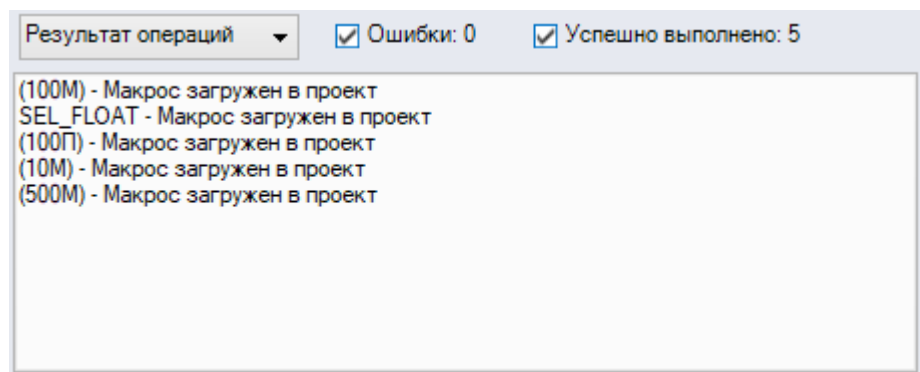 Результат операций
Ошибки: 0
Успешно выполнено: 5
(100М) - Макрос загружен в проект
SEL_FLOAT - Макрос загружен в проект
(100П) - Макрос загружен в проект
(10М) - Макрос загружен в проект
(500М) - Макрос загружен в проект